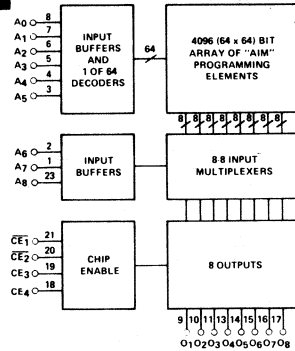 A0 8
A1 7
A2 6
A3 5
A4 4
A5 3
INPUT
BUFFERS
AND
1 OF 64
DECODERS
64
4096 (64 x 64) BIT
ARRAY OF "AIM"
PROGRAMMING
ELEMENTS
8 8 8 8 8 8 8 8
A6 2
A7 1
A8 23
INPUT
BUFFERS
8·8 INPUT
MULTIPLEXERS
CE1 21
CE2 20
CE3 19
CE4 18
CHIP
ENABLE
8 OUTPUTS
9 10 11 13 14 15 16 17
O1 O2 O3 O4 O5 O6 O7 O8